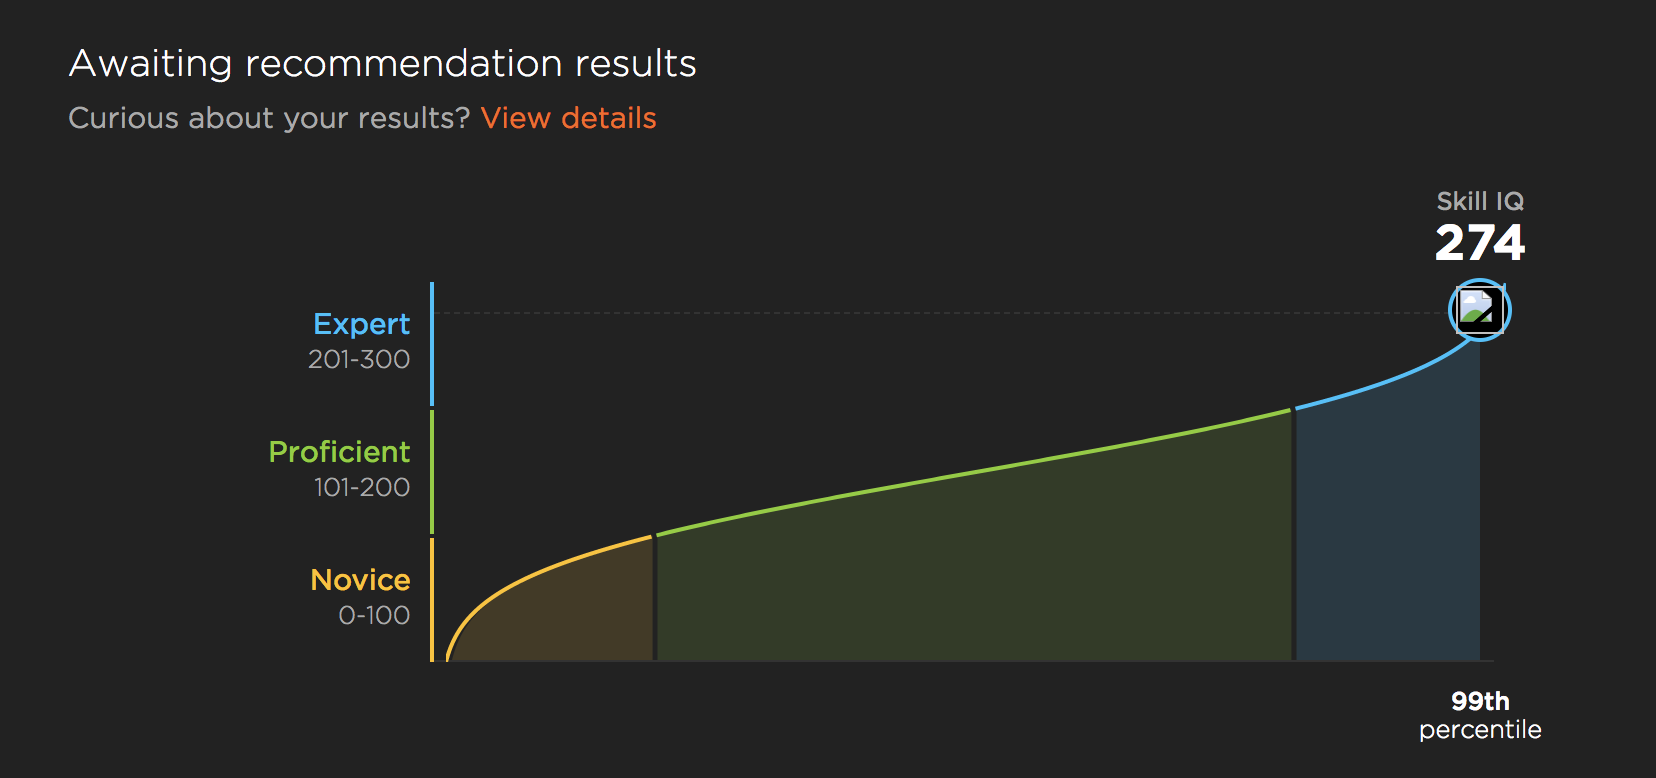 Awaiting recommendation results
Curious about your results? View details
Skill IQ
274
Expert
201-300
Proficient
101-200
Novice
0-100
99th
percentile